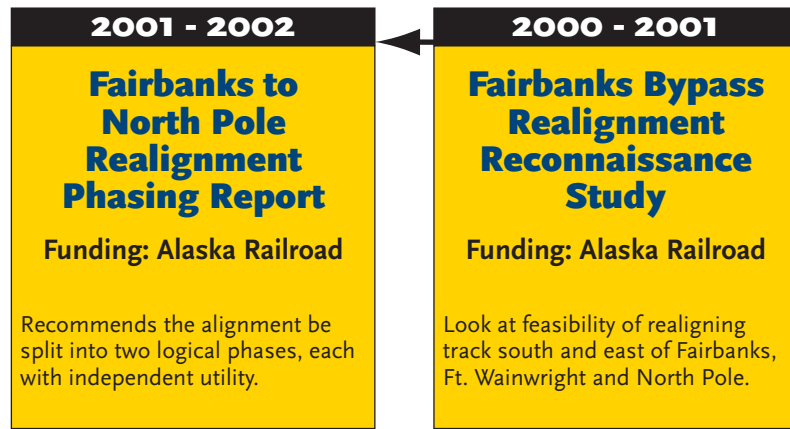 2001 - 2002
Fairbanks to
North Pole
Realignment
Phasing Report
Funding: Alaska Railroad
Recommends the alignment be
split into two logical phases, each
with independent utility.
2000 - 2001
Fairbanks Bypass
Realignment
Reconnaissance
Study
Funding: Alaska Railroad
Look at feasibility of realigning
track south and east of Fairbanks,
Ft. Wainwright and North Pole.